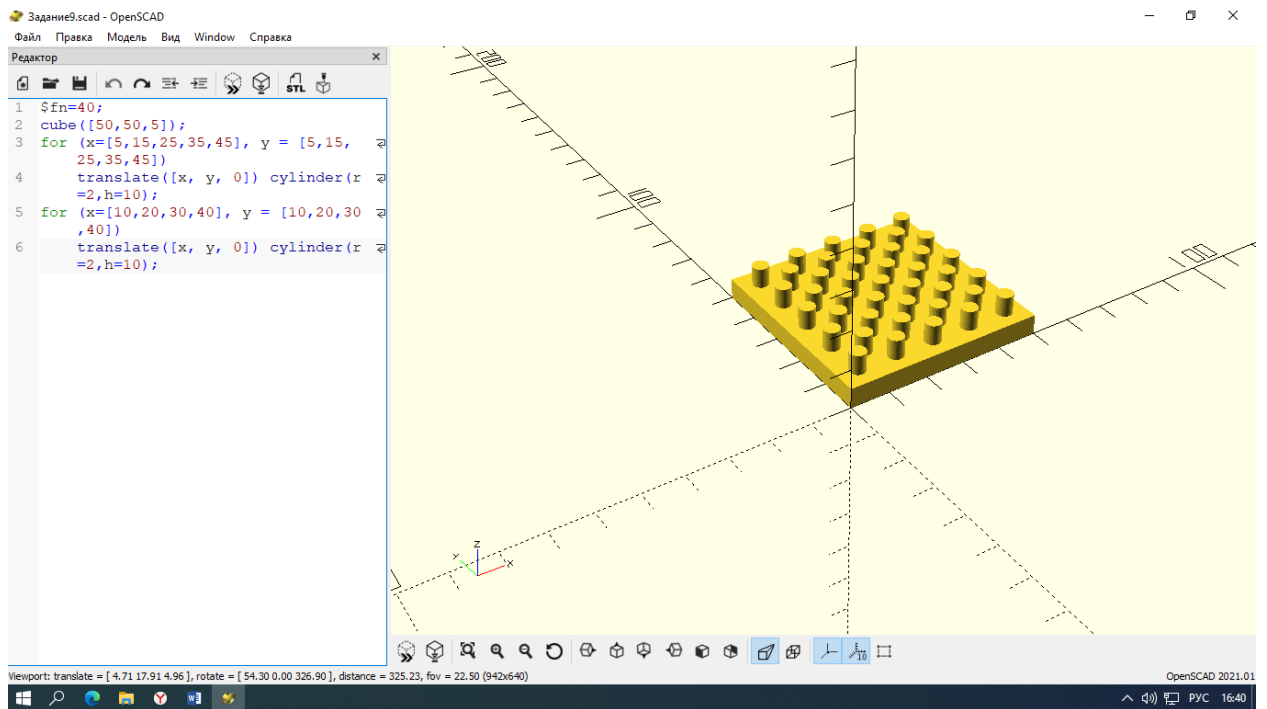 Задание9.scad - OpenSCAD
Файл Правка Модель Вид Window Справка
Редактор
STL
1 $fn=40;
2 cube([50,50,5]);
3 for (x=[5,15,25,35,45], y = [5,15,
25,35,45])
4 translate([x, y, 0]) cylinder(r
=2,h=10);
5 for (x=[10,20,30,40], y = [10,20,30
,40])
6 translate([x, y, 0]) cylinder(r
=2,h=10);
100
100
z
y
x
10
Viewport: translate = [ 4.71 17.91 4.96 ], rotate = [ 54.30 0.00 326.90 ], distance = 325.23, fov = 22.50 (942x640)
OpenSCAD 2021.01
РУС 16:40